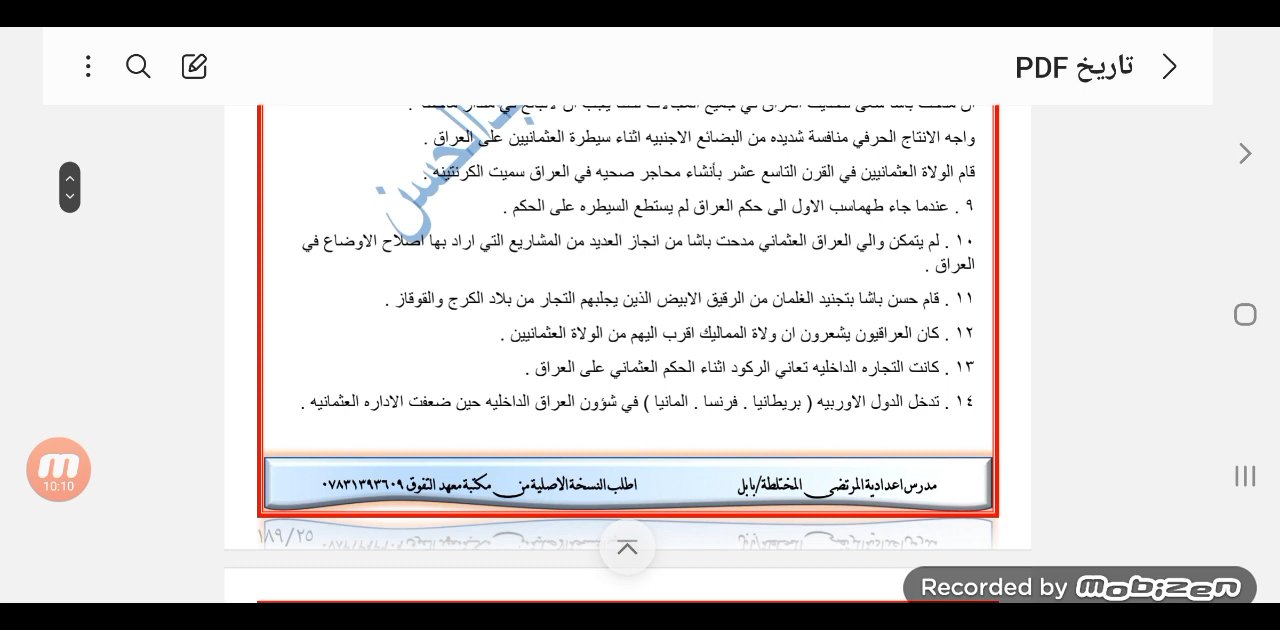 تاريخ PDF
واجه الانتاج الحرفي منافسة شديده من البضائع الاجنبيه اثناء سيطرة العثمانيين على العراق .
قام الولاة العثمانيين في القرن التاسع عشر بأنشاء محاجر صحيه في العراق سميت الكرنتينه .
٩ . عندما جاء طهماسب الاول الى حكم العراق لم يستطع السيطره على الحكم .
١٠ . لم يتمكن والي العراق العثماني مدحت باشا من انجاز العديد من المشاريع التي اراد بها اصلاح الاوضاع في
العراق .
١١ . قام حسن باشا بتجنيد الغلمان من الرقيق الابيض الذين يجلبهم التجار من بلاد الكرج والقوقاز .
١٢ . كان العراقيون يشعرون ان ولاة المماليك اقرب اليهم من الولاة العثمانيين .
١٣ . كانت التجاره الداخليه تعاني الركود اثناء الحكم العثماني على العراق .
١٤ . تدخل الدول الاوربيه ( بريطانيا . فرنسا . المانيا ) في شؤون العراق الداخليه حين ضعفت الاداره العثمانيه .
مدرس اعدادية المرتضى المختلطة/بابل اطلب النسخة الاصلية من مكتبة معهد التفوق ٠٧٨٣١٣٩٣٦٠٩
١٨٩/٢٥
10:10
Recorded by mobizen